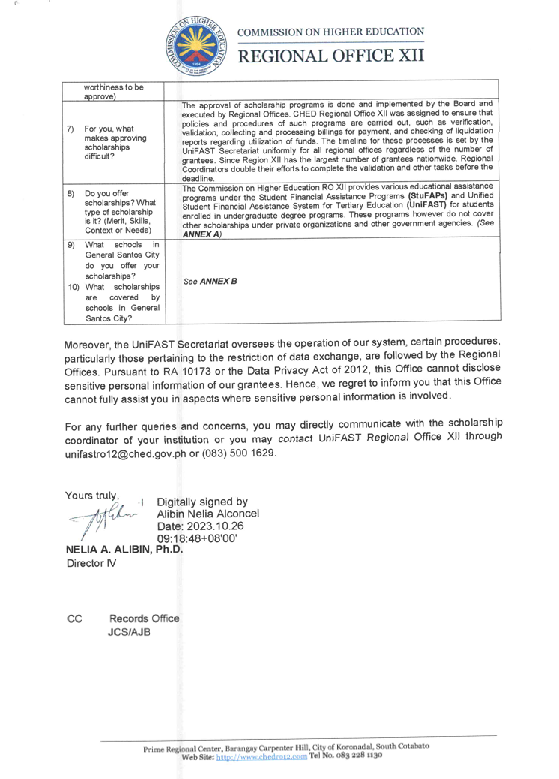 COMMISSION ON HIGHER EDUCATION
REGIONAL OFFICE XII
worthiness to be
approve)
7) For you, what
makes approving
scholarships
difficult?
The approval of scholarship programs is done and implemented by the Board and
executed by Regional Offices. CHED Regional Office XII was assigned to ensure that
policies and procedures of such programs are carried out, such as verification,
validation; collecting and processing billings for payment, and checking of liquidation
reports regarding utilization of funds. The timeline for these processes is set by the
UniFAST Secretariat uniformly for all regional offices regardless of the number of
grantees. Since Region XII has the largest number of grantees nationwide. Regional
Coordinators double their efforts to complete the validation and other tasks before the
deadline.
8) Do you offer
scholarships? What
type of scholarship
is it? (Merit, Skills,
Context or Needs)
The Commission on Higher Education RO XII provides various educational assistance
programs under the Student Financial Assistance Programs (StuFAPs) and Unified
Student Financial Assistance System for Tertiary Education (UniFAST) for students
enrolled in undergraduate degree programs. These programs however do not cover
other scholarships under private organizations and other government agencies. (See
ANNEX A)
9) What schools in
General Santos City
do you offer your
scholarships?
10) What scholarships
are covered by
schools in General
Santos City?
See ANNEX B
Moreover, the UniFAST Secretariat oversees the operation of our system, certain procedures,
particularly those pertaining to the restriction of data exchange, are followed by the Regional
Offices. Pursuant to RA 10173 or the Data Privacy Act of 2012, this Office cannot disclose
sensitive personal information of our grantees. Hence, we regret to inform you that this Office
cannot fully assist you in aspects where sensitive personal information is involved.
For any further queries and concerns, you may directly communicate with the scholarship
coordinator of your institution or you may contact UniFAST Regional Office XII through
unifastro12@ched.gov.ph or (083) 500 1629.
Yours truly,
Digitally signed by
Alibin Nelia Alconcel
Date: 2023.10.26
09:18:48+08'00'
NELIA A. ALIBIN, Ph.D.
Director IV
CC Records Office
JCS/AJB
Prime Regional Center, Barangay Carpenter Hill, City of Koronadal, South Cotabato
Web Site: http://www.chedro12.com Tel No. 083 228 1130